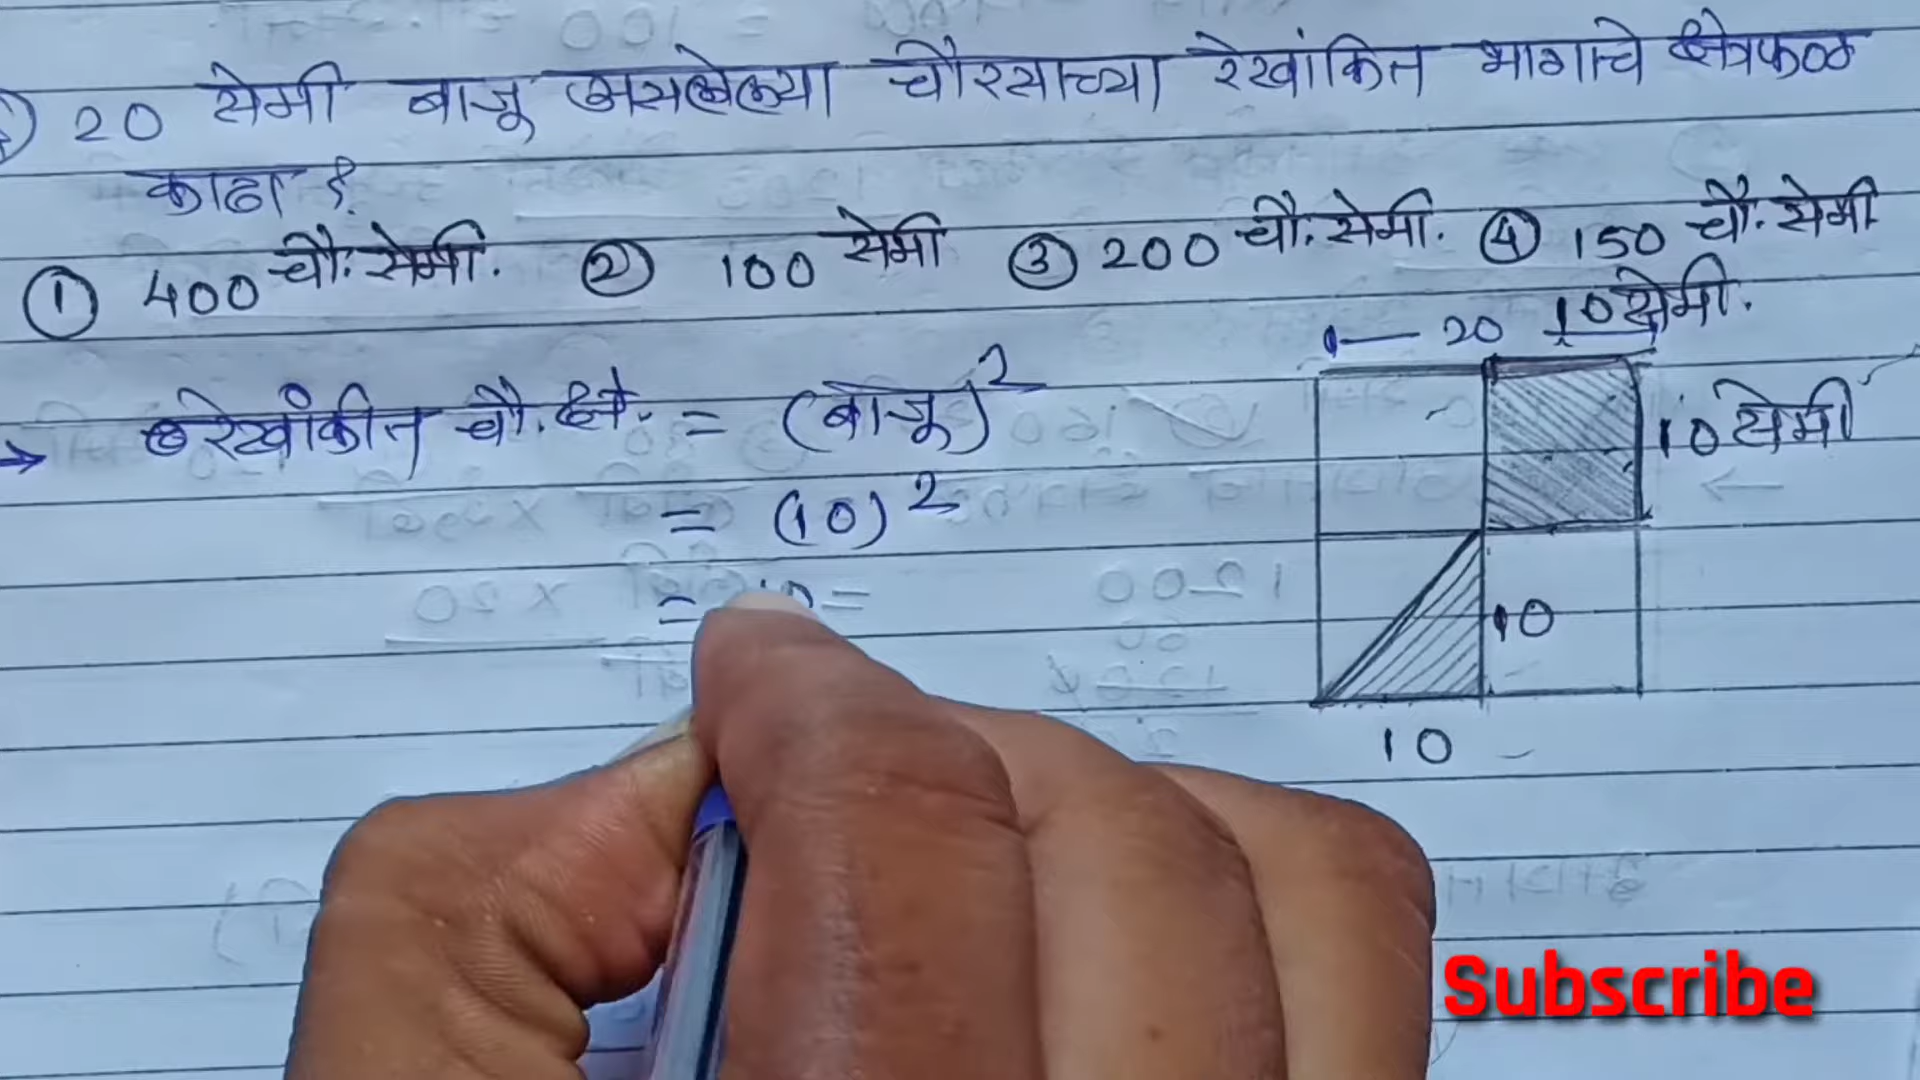 20 सेमी बाजू असलेल्या चौरसाच्या रेखांकित भागाचे क्षेत्रफळ
काढा ?
① 400 चौ. सेमी. ② 100 सेमी ③ 200 चौ. सेमी. ④ 150 चौ. सेमी
20 10 सेमी.
→ रेखांकीत चौ. क्षे. = (बाजू)²
10 सेमी
= (10)²
=
10
10
Subscribe